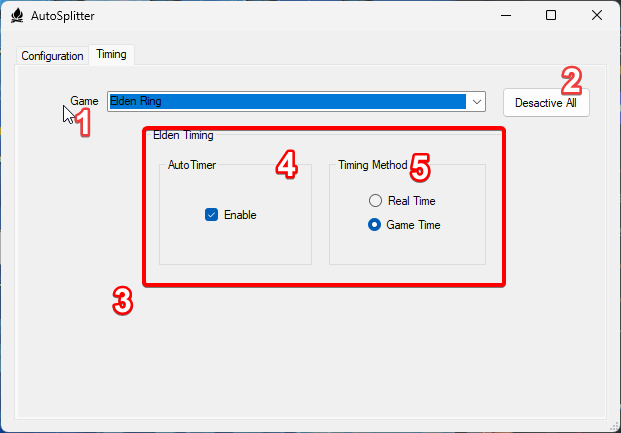 AutoSplitter
Configuration
Timing
2
Game
Elden Ring
Desactive All
1
Elden Timing
4
5
AutoTimer
Timing Method
Real Time
Enable
Game Time
3